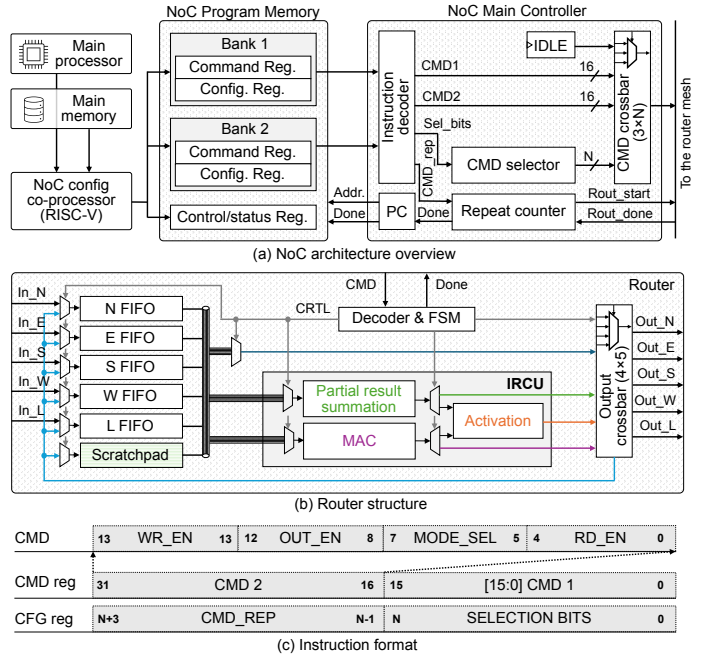 NoC Program Memory
NoC Main Controller
Main
processor
Main
memory
NoC config
co-processor
(RISC-V)
Bank 1
Command Reg.
Config. Reg.
Bank 2
Command Reg.
Config. Reg.
Control/status Reg.
Instruction
decoder
IDLE
CMD1
16
CMD2
16
Sel_bits
CMD_rep
CMD selector
N
CMD crossbar
(3×N)
To the router mesh
Addr.
Done
PC
Done
Repeat counter
Rout_start
Rout_done
(a) NoC architecture overview
In_N
In_E
In_S
In_W
In_L
N FIFO
E FIFO
S FIFO
W FIFO
L FIFO
Scratchpad
CMD
Done
Router
CRTL
Decoder & FSM
IRCU
Partial result
summation
MAC
Activation
Output
crossbar (4×5)
Out_N
Out_E
Out_S
Out_W
Out_L
(b) Router structure
CMD
13 WR_EN 13 12 OUT_EN 8 7 MODE_SEL 5 4 RD_EN 0
CMD reg
31 CMD 2 16 15 [15:0] CMD 1 0
CFG reg
N+3 CMD_REP N-1 N SELECTION BITS 0
(c) Instruction format